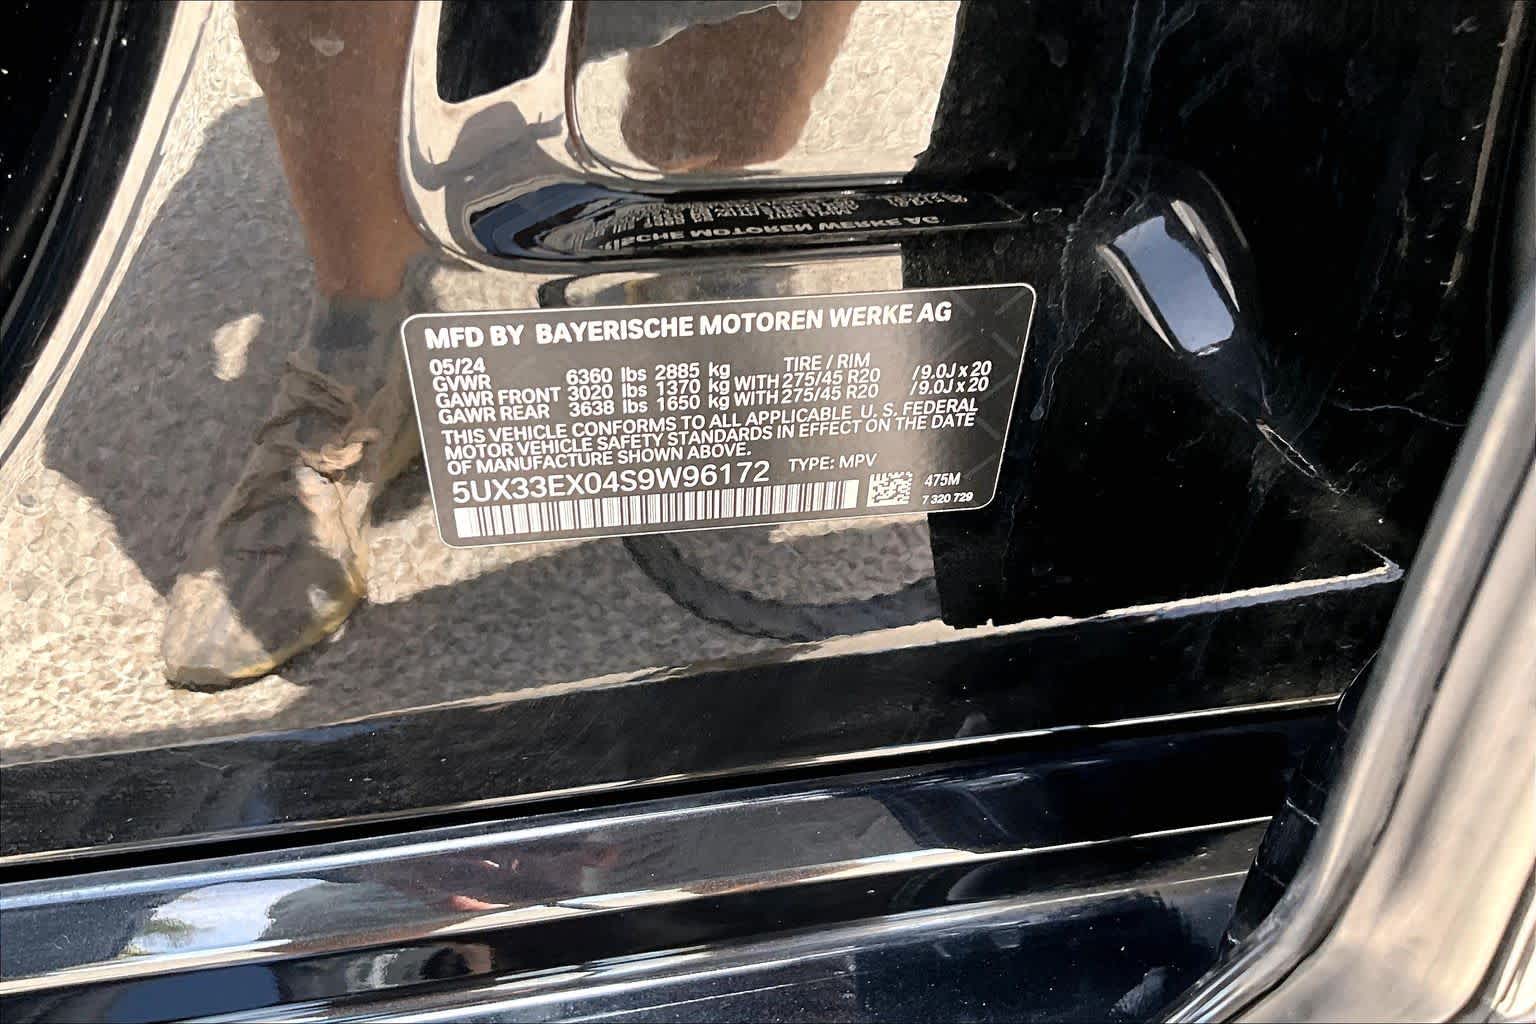 MFD BY BAYERISCHE MOTOREN WERKE AG
05/24 TIRE / RIM
GVWR 6360 lbs 2885 kg
GAWR FRONT 3020 lbs 1370 kg WITH 275/45 R20 /9.0J x 20
GAWR REAR 3638 lbs 1650 kg WITH 275/45 R20 /9.0J x 20
THIS VEHICLE CONFORMS TO ALL APPLICABLE U. S. FEDERAL
MOTOR VEHICLE SAFETY STANDARDS IN EFFECT ON THE DATE
OF MANUFACTURE SHOWN ABOVE.
5UX33EX04S9W96172 TYPE: MPV
475M
7 320 729